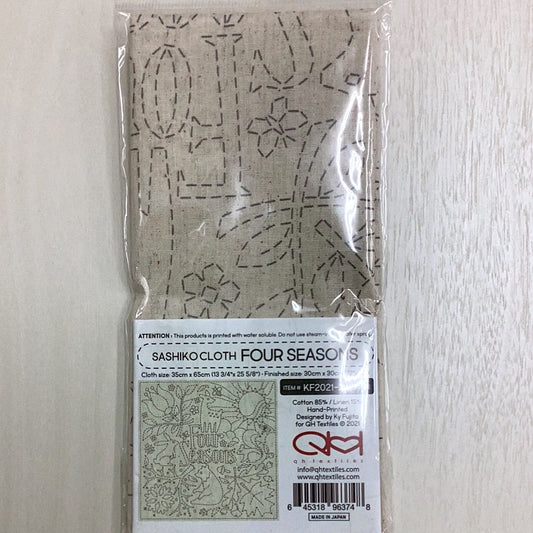 ATTENTION : This products is printed with water soluble. Do not use steam
SASHIKO CLOTH FOUR SEASONS
Cloth size 35cm x 65cm (13 3/4"x 25 5/8") · Finished size 30cm x 30cm
ITEM # KF2021-
Cotton 85% / Linen 15%
Hand-Printed
Designed by Ky Fujita
for QH Textiles © 2021
QH
qh textiles
info@qhtextiles.com
www.qhtextiles.com
6 45318 96374 8
MADE IN JAPAN
the
Four
Seasons